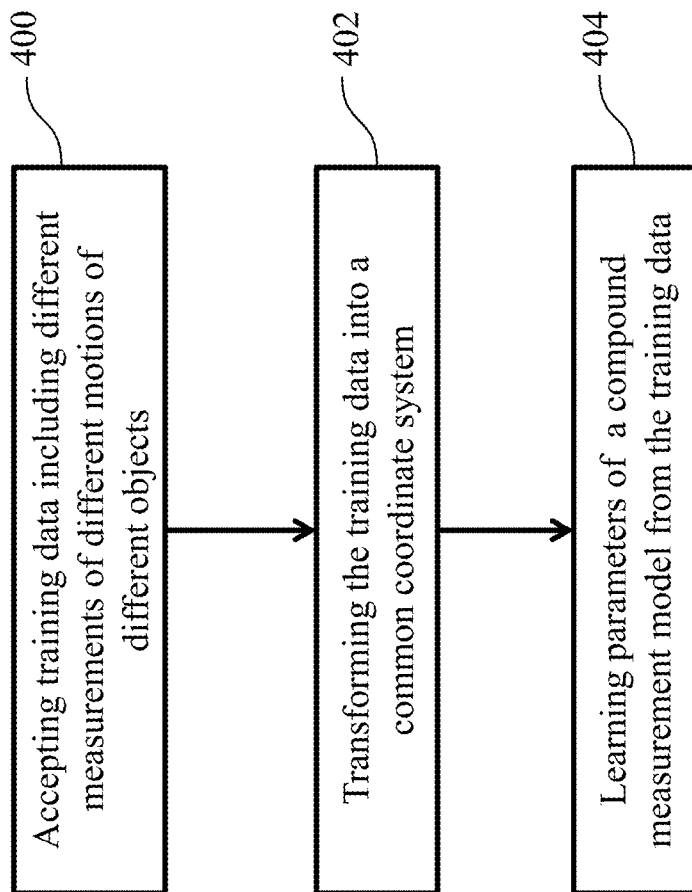 400
Accepting training data including different
measurements of different motions of
different objects
402
Transforming the training data into a
common coordinate system
404
Learning parameters of a compound
measurement model from the training data